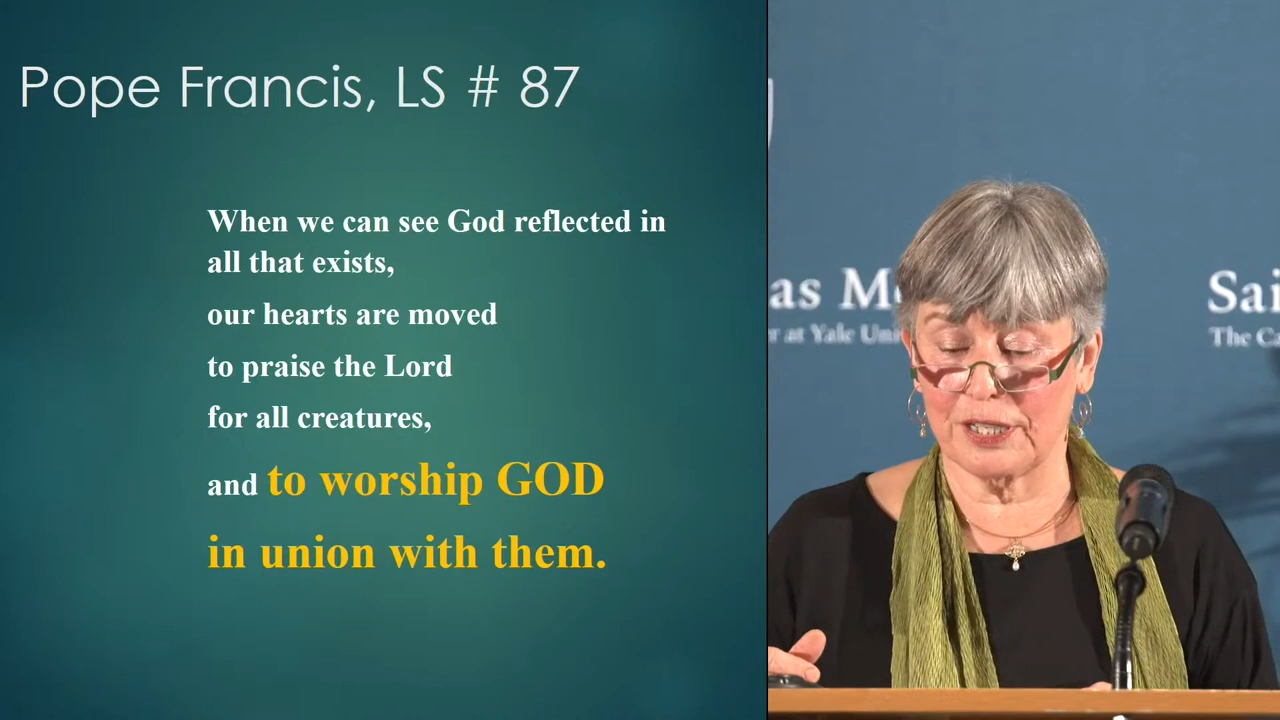 Pope Francis, LS # 87
When we can see God reflected in
all that exists,
our hearts are moved
to praise the Lord
for all creatures,
and to worship GOD
in union with them.
as M
at Yale Uni
Sai
The Ca